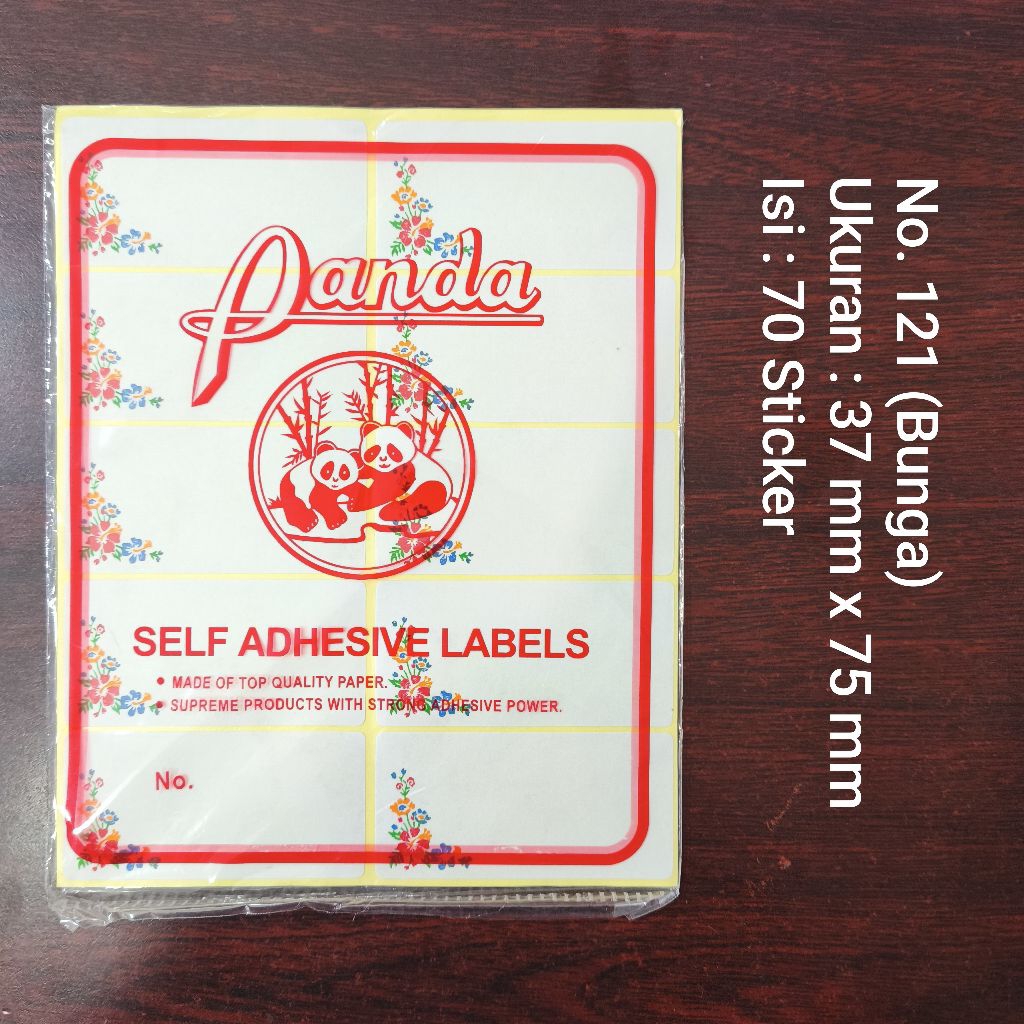 Panda
SELF ADHESIVE LABELS
• MADE OF TOP QUALITY PAPER.
• SUPREME PRODUCTS WITH STRONG ADHESIVE POWER.
No.
No. 121 (Bunga)
Ukuran : 37 mm x 75 mm
Isi : 70 Sticker